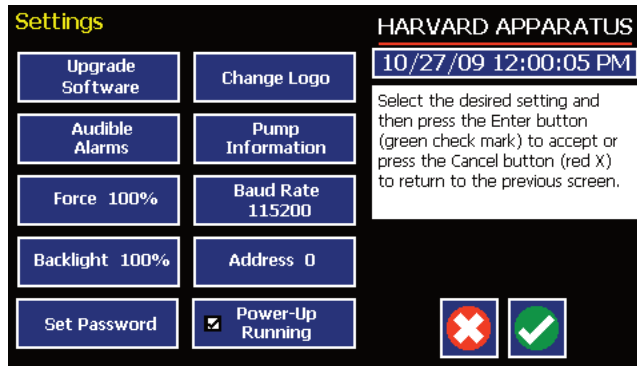 Settings
Upgrade
Software
Change Logo
Audible
Alarms
Pump
Information
Force 100%
Baud Rate
115200
Backlight 100%
Address 0
Set Password
Power-Up
Running
HARVARD APPARATUS
10/27/09 12:00:05 PM
Select the desired setting and
then press the Enter button
(green check mark) to accept or
press the Cancel button (red X)
to return to the previous screen.